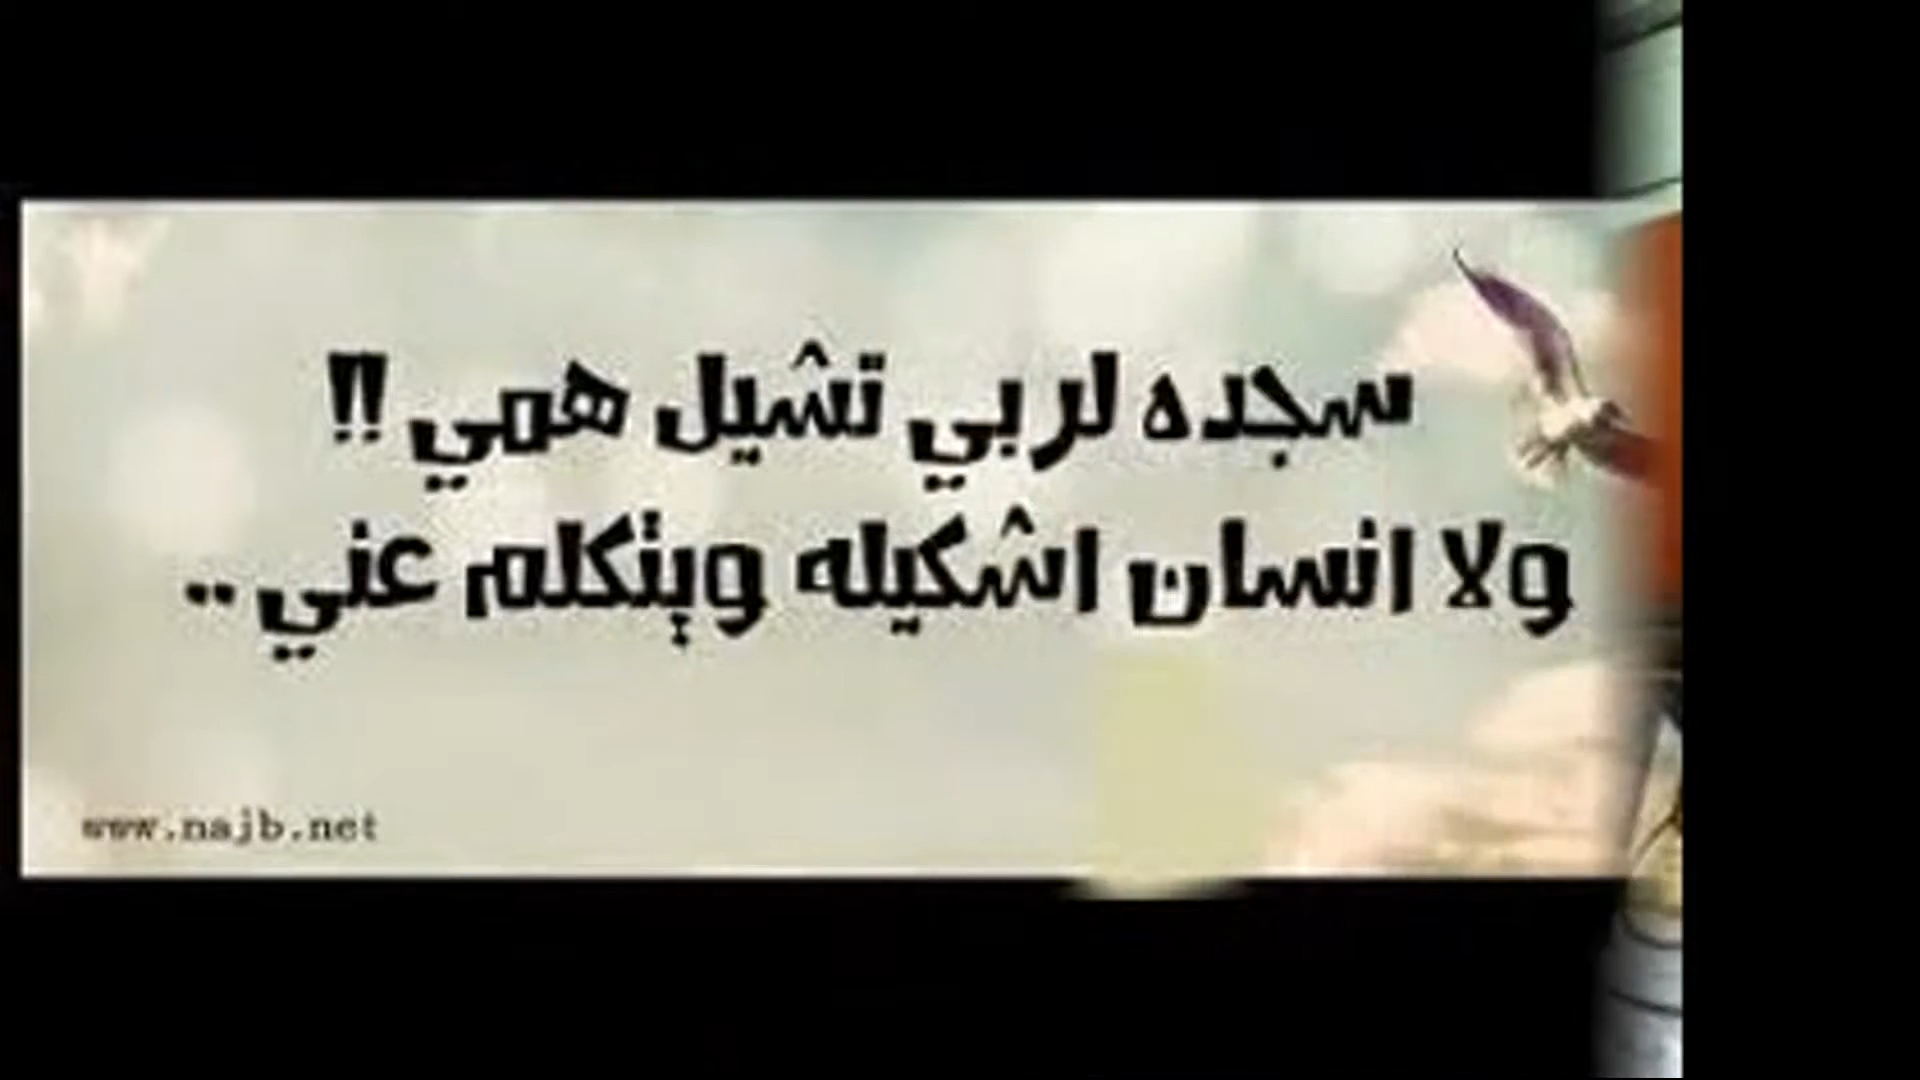 سجده لربي تشيل همي !!
ولا انسان اشكيله ويتكلم عني ..
www.najb.net